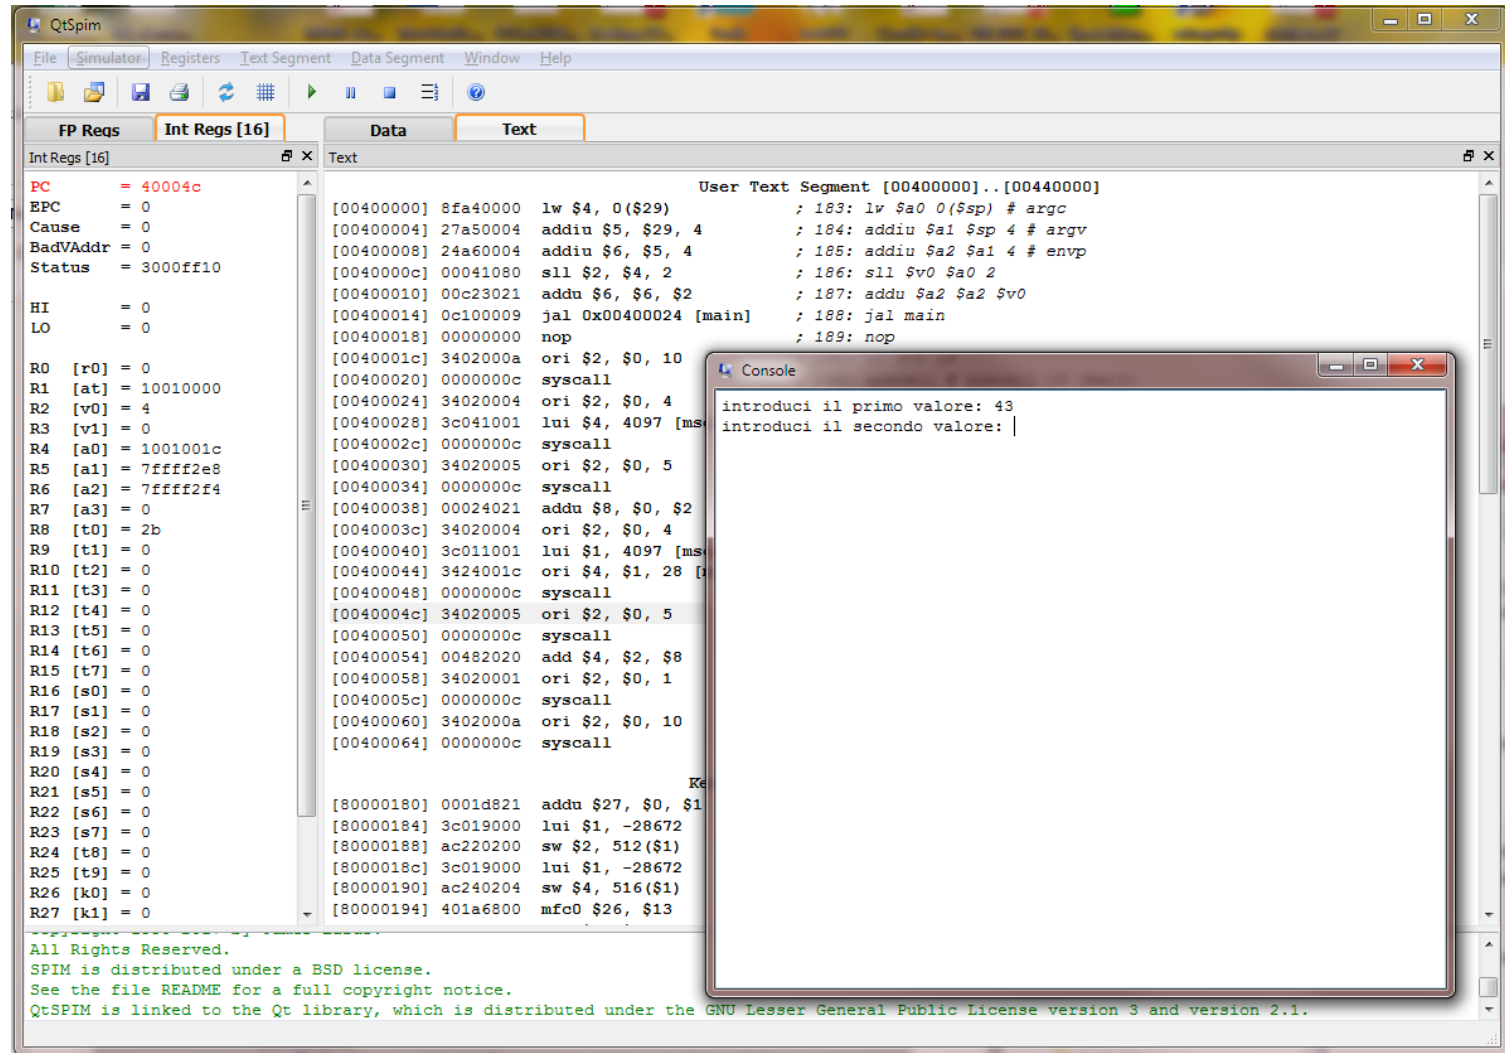 QtSpim
File Simulator Registers Text Segment Data Segment Window Help
FP Regs Int Regs [16] Data Text
Int Regs [16]
PC = 40004c
EPC = 0
Cause = 0
BadVAddr = 0
Status = 3000ff10
HI = 0
LO = 0
R0 [r0] = 0
R1 [at] = 10010000
R2 [v0] = 4
R3 [v1] = 0
R4 [a0] = 1001001c
R5 [a1] = 7ffff2e8
R6 [a2] = 7ffff2f4
R7 [a3] = 0
R8 [t0] = 2b
R9 [t1] = 0
R10 [t2] = 0
R11 [t3] = 0
R12 [t4] = 0
R13 [t5] = 0
R14 [t6] = 0
R15 [t7] = 0
R16 [s0] = 0
R17 [s1] = 0
R18 [s2] = 0
R19 [s3] = 0
R20 [s4] = 0
R21 [s5] = 0
R22 [s6] = 0
R23 [s7] = 0
R24 [t8] = 0
R25 [t9] = 0
R26 [k0] = 0
R27 [k1] = 0
Text
User Text Segment [00400000]..[00440000]
[00400000] 8fa40000 lw $4, 0($29) ; 183: lw $a0 0($sp) # argc
[00400004] 27a50004 addiu $5, $29, 4 ; 184: addiu $a1 $sp 4 # argv
[00400008] 24a60004 addiu $6, $5, 4 ; 185: addiu $a2 $a1 4 # envp
[0040000c] 00041080 sll $2, $4, 2 ; 186: sll $v0 $a0 2
[00400010] 00c23021 addu $6, $6, $2 ; 187: addu $a2 $a2 $v0
[00400014] 0c100009 jal 0x00400024 [main] ; 188: jal main
[00400018] 00000000 nop ; 189: nop
[0040001c] 3402000a ori $2, $0, 10
[00400020] 0000000c syscall
[00400024] 34020004 ori $2, $0, 4
[00400028] 3c041001 lui $4, 4097 [ms
[0040002c] 0000000c syscall
[00400030] 34020005 ori $2, $0, 5
[00400034] 0000000c syscall
[00400038] 00024021 addu $8, $0, $2
[0040003c] 34020004 ori $2, $0, 4
[00400040] 3c011001 lui $1, 4097 [ms
[00400044] 3424001c ori $4, $1, 28 [
[00400048] 0000000c syscall
[0040004c] 34020005 ori $2, $0, 5
[00400050] 0000000c syscall
[00400054] 00482020 add $4, $2, $8
[00400058] 34020001 ori $2, $0, 1
[0040005c] 0000000c syscall
[00400060] 3402000a ori $2, $0, 10
[00400064] 0000000c syscall
Ke
[80000180] 0001d821 addu $27, $0, $1
[80000184] 3c019000 lui $1, -28672
[80000188] ac220200 sw $2, 512($1)
[8000018c] 3c019000 lui $1, -28672
[80000190] ac240204 sw $4, 516($1)
[80000194] 401a6800 mfc0 $26, $13
Console
introduci il primo valore: 43
introduci il secondo valore:
All Rights Reserved.
SPIM is distributed under a BSD license.
See the file README for a full copyright notice.
QtSPIM is linked to the Qt library, which is distributed under the GNU Lesser General Public License version 3 and version 2.1.